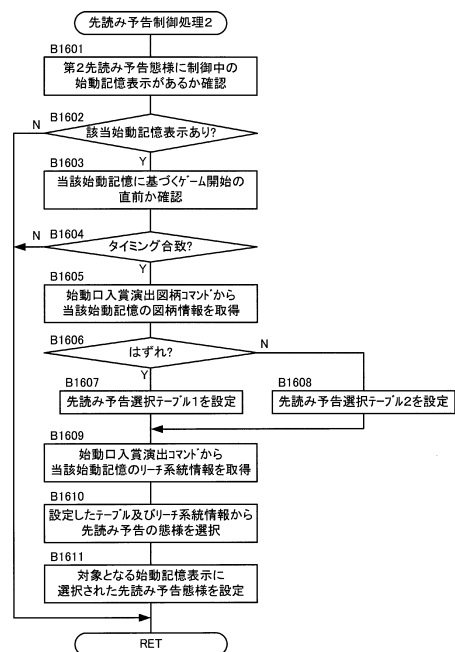 先読み予告制御処理2
B1601
第2先読み予告態様に制御中の
始動記憶表示があるか確認
B1602
N
該当始動記憶表示あり?
Y
B1603
当該始動記憶に基づくゲーム開始の
直前か確認
B1604
N
タイミング合致?
Y
B1605
始動口入賞演出図柄コマンドから
当該始動記憶の図柄情報を取得
B1606
はずれ?
N
Y
B1607
先読み予告選択テーブル1を設定
B1608
先読み予告選択テーブル2を設定
B1609
始動口入賞演出コマンドから
当該始動記憶のリーチ系統情報を取得
B1610
設定したテーブル及びリーチ系統情報から
先読み予告の態様を選択
B1611
対象となる始動記憶表示に
選択された先読み予告態様を設定
RET